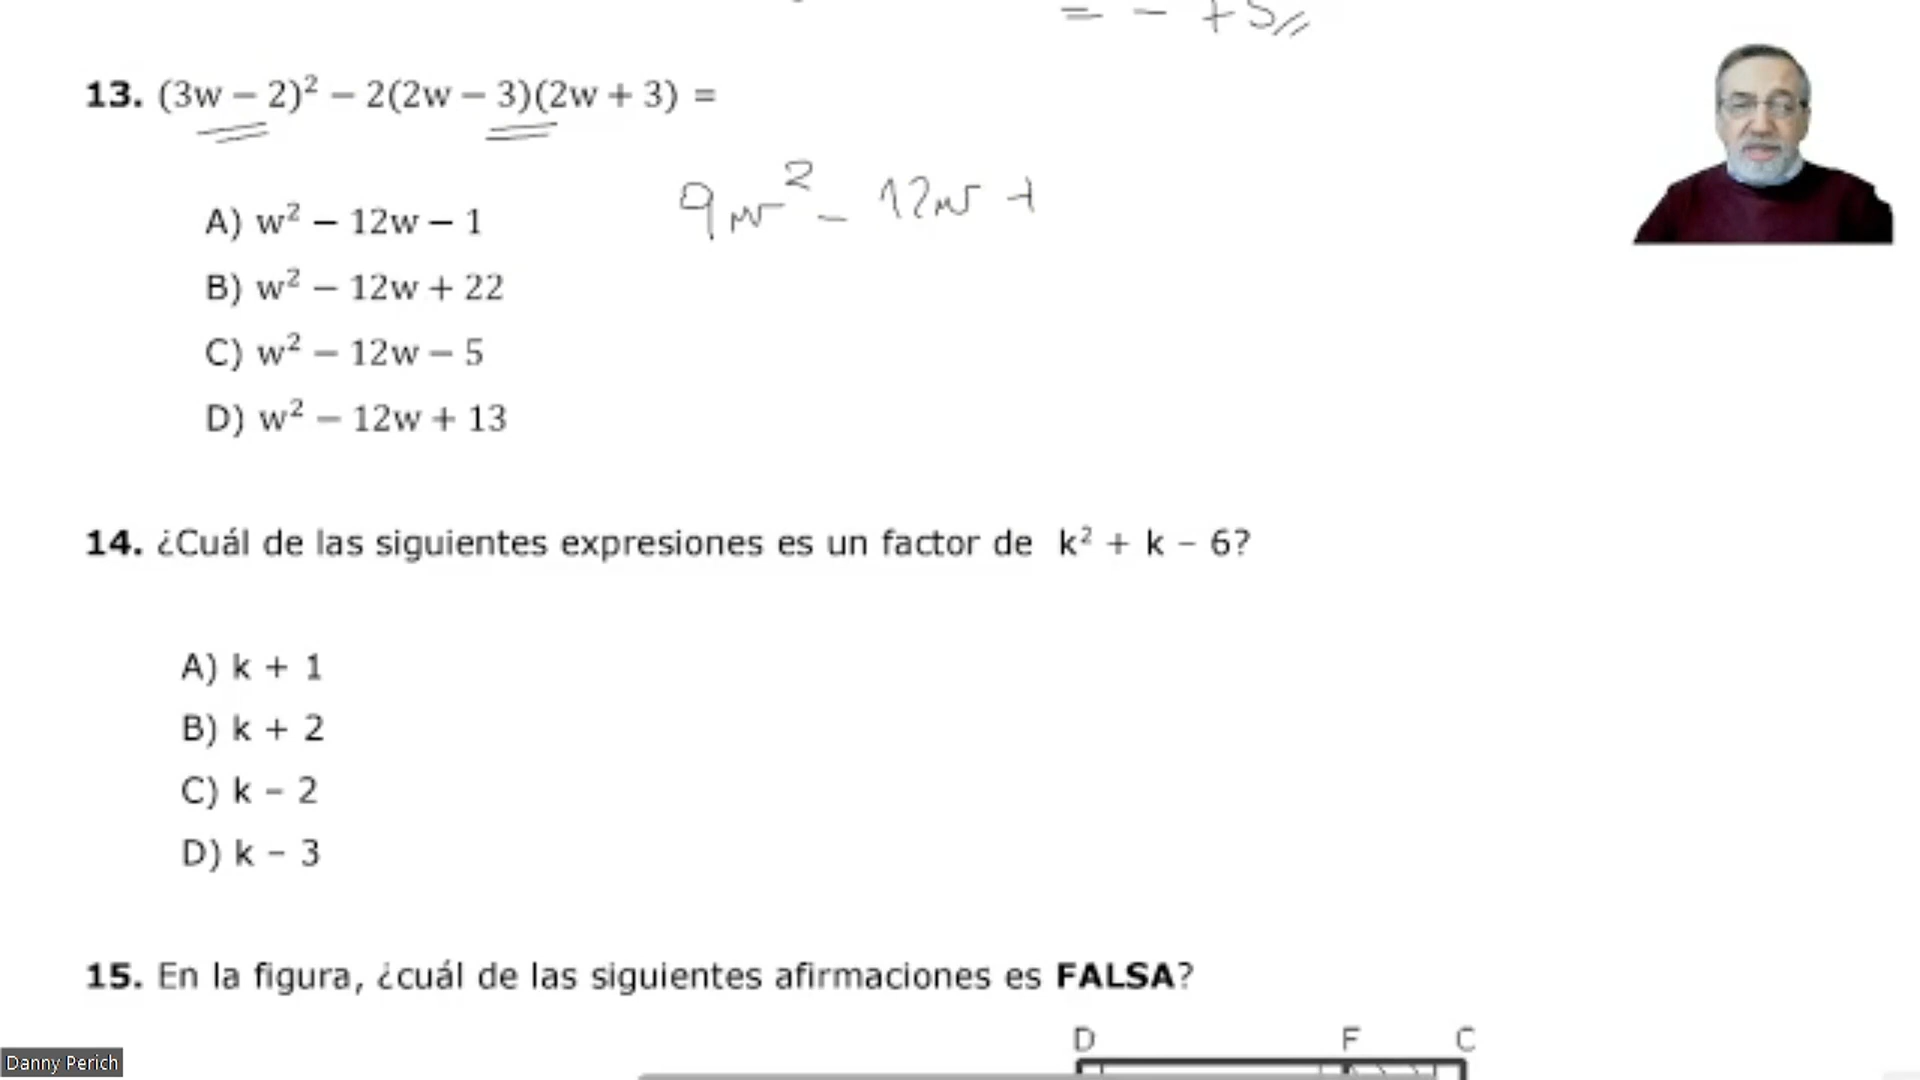 = - +5
13. (3w – 2)² – 2(2w – 3)(2w + 3) =
9w² - 12w +
A) w² – 12w – 1
B) w² – 12w + 22
C) w² – 12w – 5
D) w² – 12w + 13
14. ¿Cuál de las siguientes expresiones es un factor de k² + k – 6?
A) k + 1
B) k + 2
C) k – 2
D) k – 3
15. En la figura, ¿cuál de las siguientes afirmaciones es FALSA?
D F C
Danny Perich